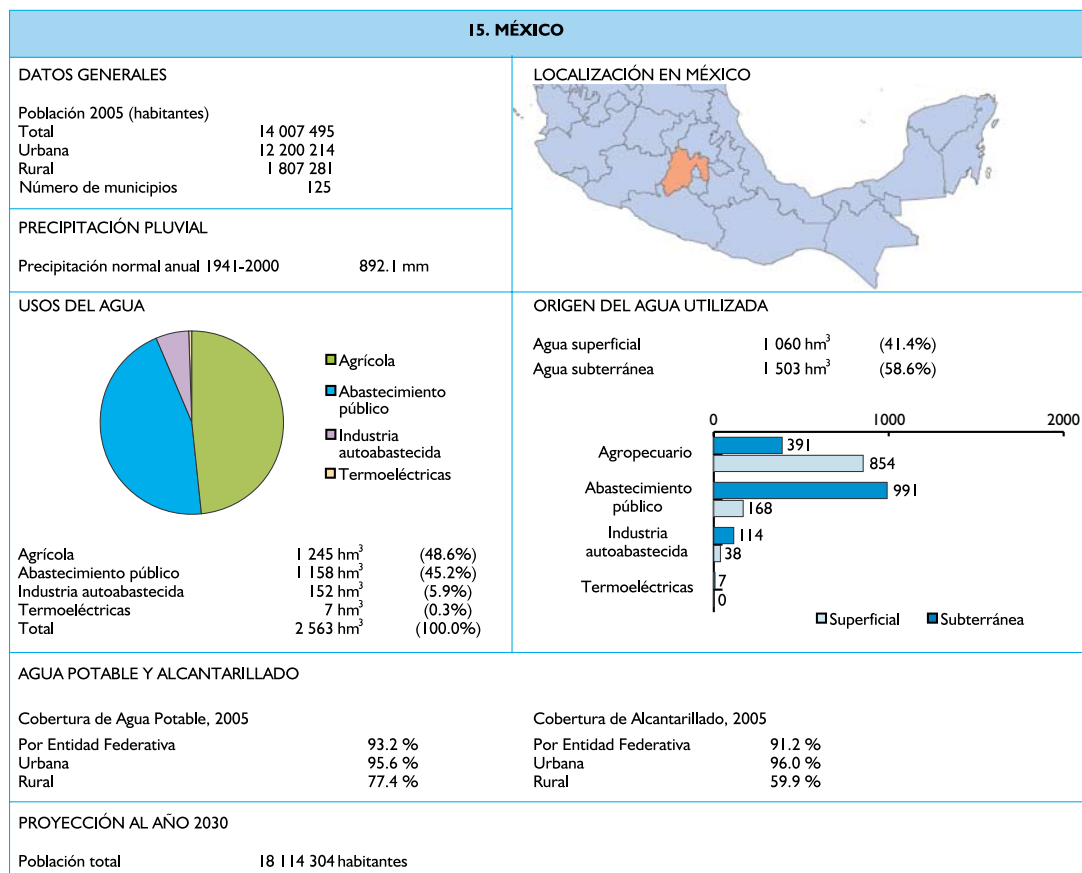 15. MÉXICO
DATOS GENERALES
Población 2005 (habitantes)
Total 14 007 495
Urbana 12 200 214
Rural 1 807 281
Número de municipios 125
LOCALIZACIÓN EN MÉXICO
PRECIPITACIÓN PLUVIAL
Precipitación normal anual 1941-2000 892.1 mm
USOS DEL AGUA
Agrícola
Abastecimiento
público
Industria
autoabastecida
Termoeléctricas
Agrícola 1 245 hm³ (48.6%)
Abastecimiento público 1 158 hm³ (45.2%)
Industria autoabastecida 152 hm³ (5.9%)
Termoeléctricas 7 hm³ (0.3%)
Total 2 563 hm³ (100.0%)
ORIGEN DEL AGUA UTILIZADA
Agua superficial 1 060 hm³ (41.4%)
Agua subterránea 1 503 hm³ (58.6%)
0 1000 2000
Agropecuario 391
854
Abastecimiento
público 991
168
Industria
autoabastecida 114
38
Termoeléctricas 7
0
Superficial Subterránea
AGUA POTABLE Y ALCANTARILLADO
Cobertura de Agua Potable, 2005
Por Entidad Federativa 93.2 %
Urbana 95.6 %
Rural 77.4 %
Cobertura de Alcantarillado, 2005
Por Entidad Federativa 91.2 %
Urbana 96.0 %
Rural 59.9 %
PROYECCIÓN AL AÑO 2030
Población total 18 114 304 habitantes